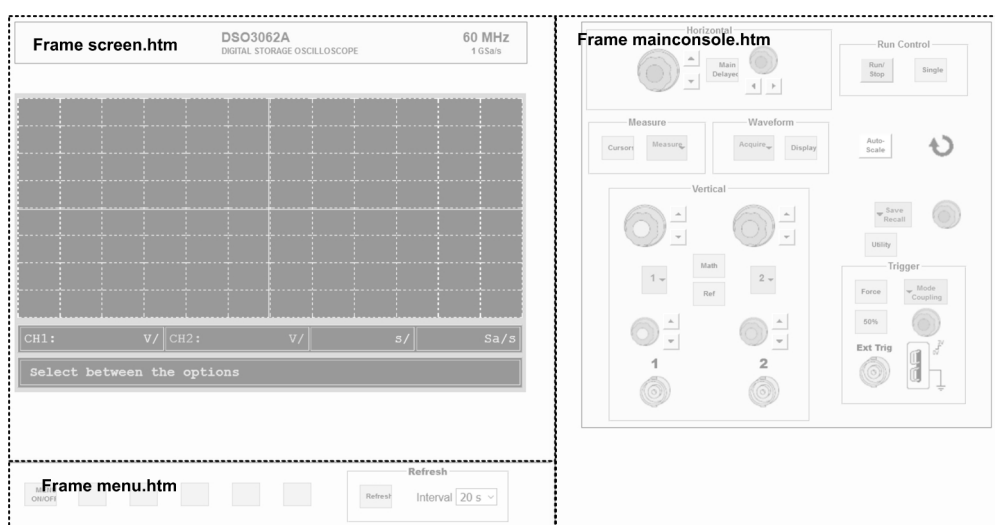 Frame screen.htm
DSO3062A
DIGITAL STORAGE OSCILLOSCOPE
60 MHz
1 GSa/s
CH1: V/
CH2: V/
s/
Sa/s
Select between the options
Frame menu.htm
ON/OFF
Refresh
Refresh
Interval 20 s
Frame mainconsole.htm
Horizontal
Main
Delayed
Run Control
Run/
Stop
Single
Measure
Cursors
Measure
Waveform
Acquire
Display
Auto-
Scale
Vertical
1
Math
Ref
2
1
2
Save
Recall
Utility
Trigger
Force
Mode
Coupling
50%
Ext Trig